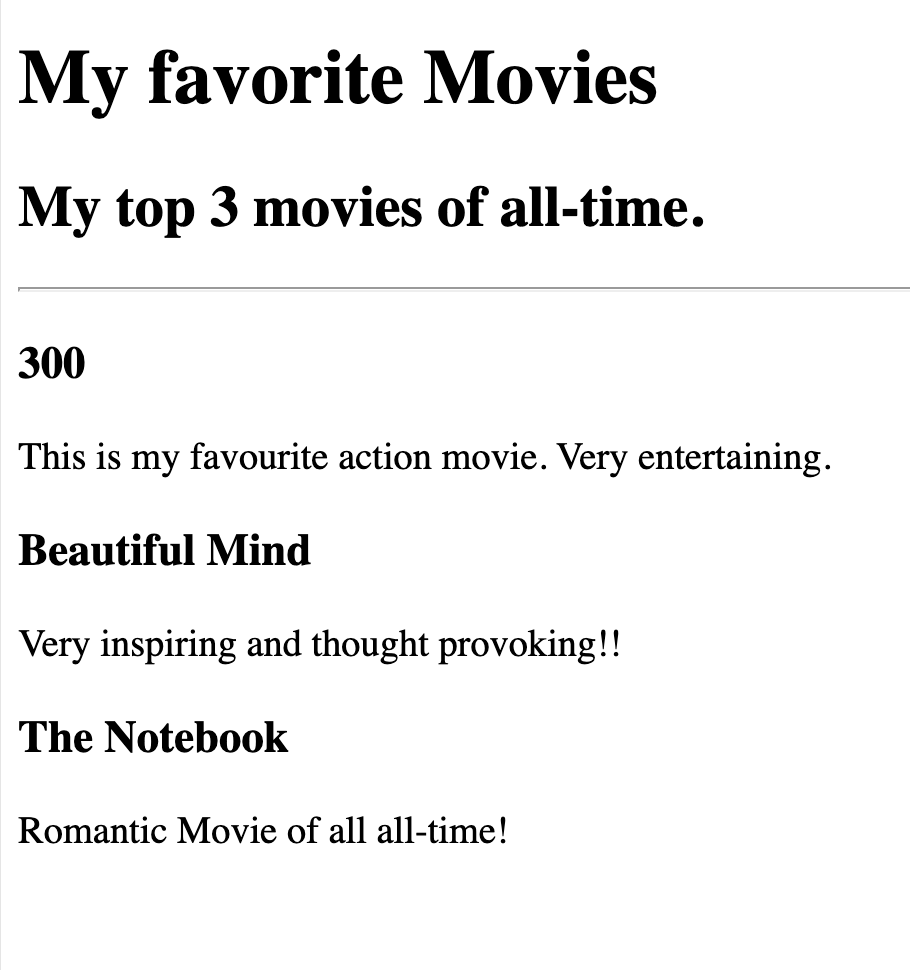 My favorite Movies
My top 3 movies of all-time.
300
This is my favourite action movie. Very entertaining.
Beautiful Mind
Very inspiring and thought provoking!!
The Notebook
Romantic Movie of all all-time!